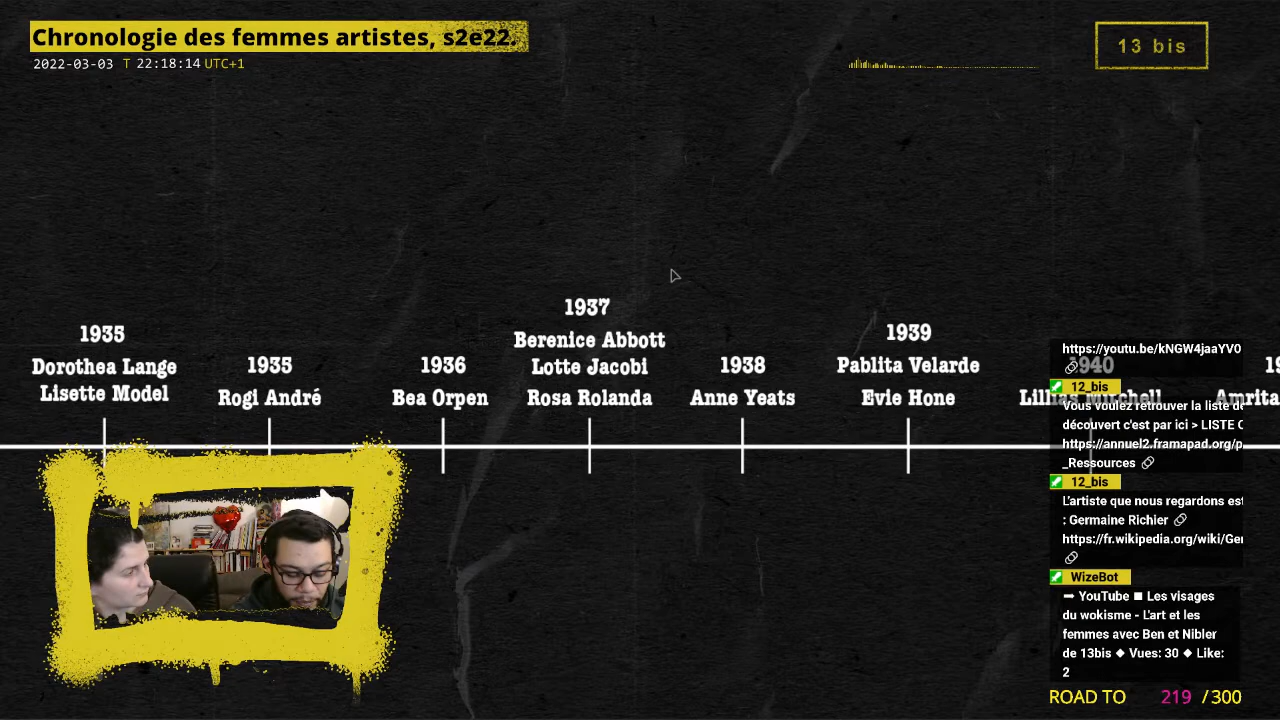 Chronologie des femmes artistes, s2e22.
2022-03-03 T 22:18:14 UTC+1
13 bis
1935
Dorothea Lange
Lisette Model
1935
Rogi André
1936
Bea Orpen
1937
Berenice Abbott
Lotte Jacobi
Rosa Rolanda
1938
Anne Yeats
1939
Pablita Velarde
Evie Hone
1940
Lillias Mitchell
Amrita
https://youtu.be/kNGW4jaaYV0
12_bis
Vous voulez retrouver la liste de
découvert c'est par ici > LISTE
https://annuel2.framapad.org/p
_Ressources
12_bis
L'artiste que nous regardons est
: Germaine Richier
https://fr.wikipedia.org/wiki/Ger
WizeBot
➡ YouTube ■ Les visages
du wokisme - L'art et les
femmes avec Ben et Nibler
de 13bis ◆ Vues: 30 ◆ Like:
2
ROAD TO 219 /300